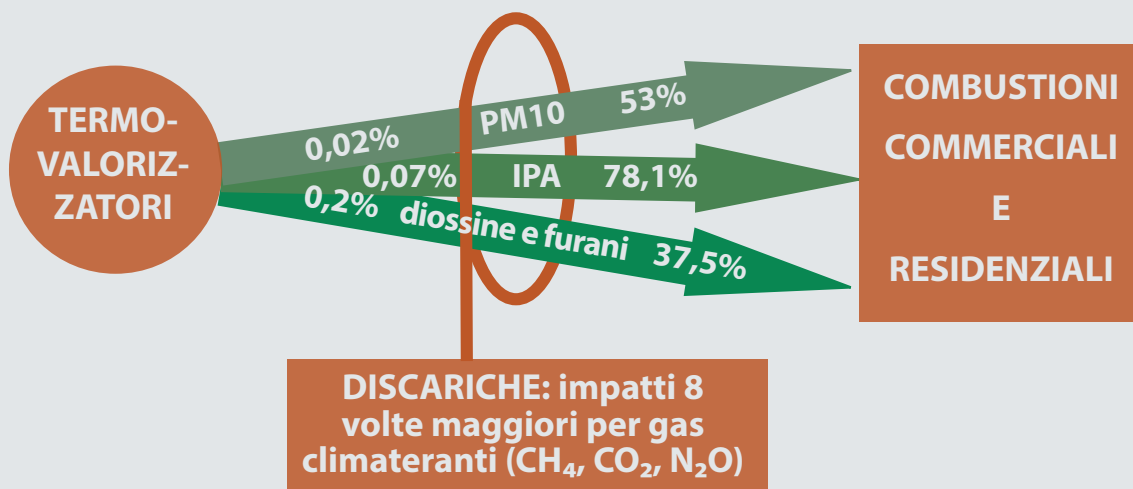 TERMO-
VALORIZ-
ZATORI
0,02% PM10 53%
0,07% IPA 78,1%
0,2% diossine e furani 37,5%
COMBUSTIONI
COMMERCIALI
E
RESIDENZIALI
DISCARICHE: impatti 8
volte maggiori per gas
climateranti (CH₄, CO₂, N₂O)